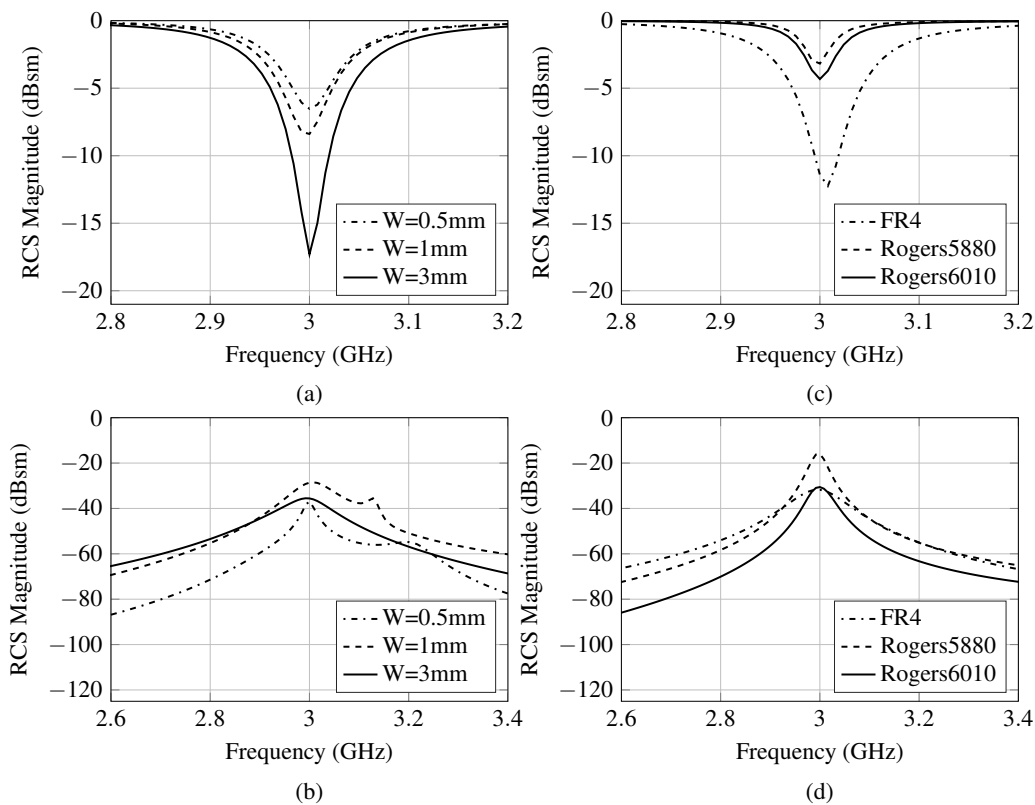 RCS Magnitude (dBsm)
0
−5
−10
−15
−20
W=0.5mm
W=1mm
W=3mm
2.8 2.9 3 3.1 3.2
Frequency (GHz)
(a)
RCS Magnitude (dBsm)
0
−5
−10
−15
−20
FR4
Rogers5880
Rogers6010
2.8 2.9 3 3.1 3.2
Frequency (GHz)
(c)
RCS Magnitude (dBsm)
0
−20
−40
−60
−80
−100
−120
W=0.5mm
W=1mm
W=3mm
2.6 2.8 3 3.2 3.4
Frequency (GHz)
(b)
RCS Magnitude (dBsm)
0
−20
−40
−60
−80
−100
−120
FR4
Rogers5880
Rogers6010
2.6 2.8 3 3.2 3.4
Frequency (GHz)
(d)